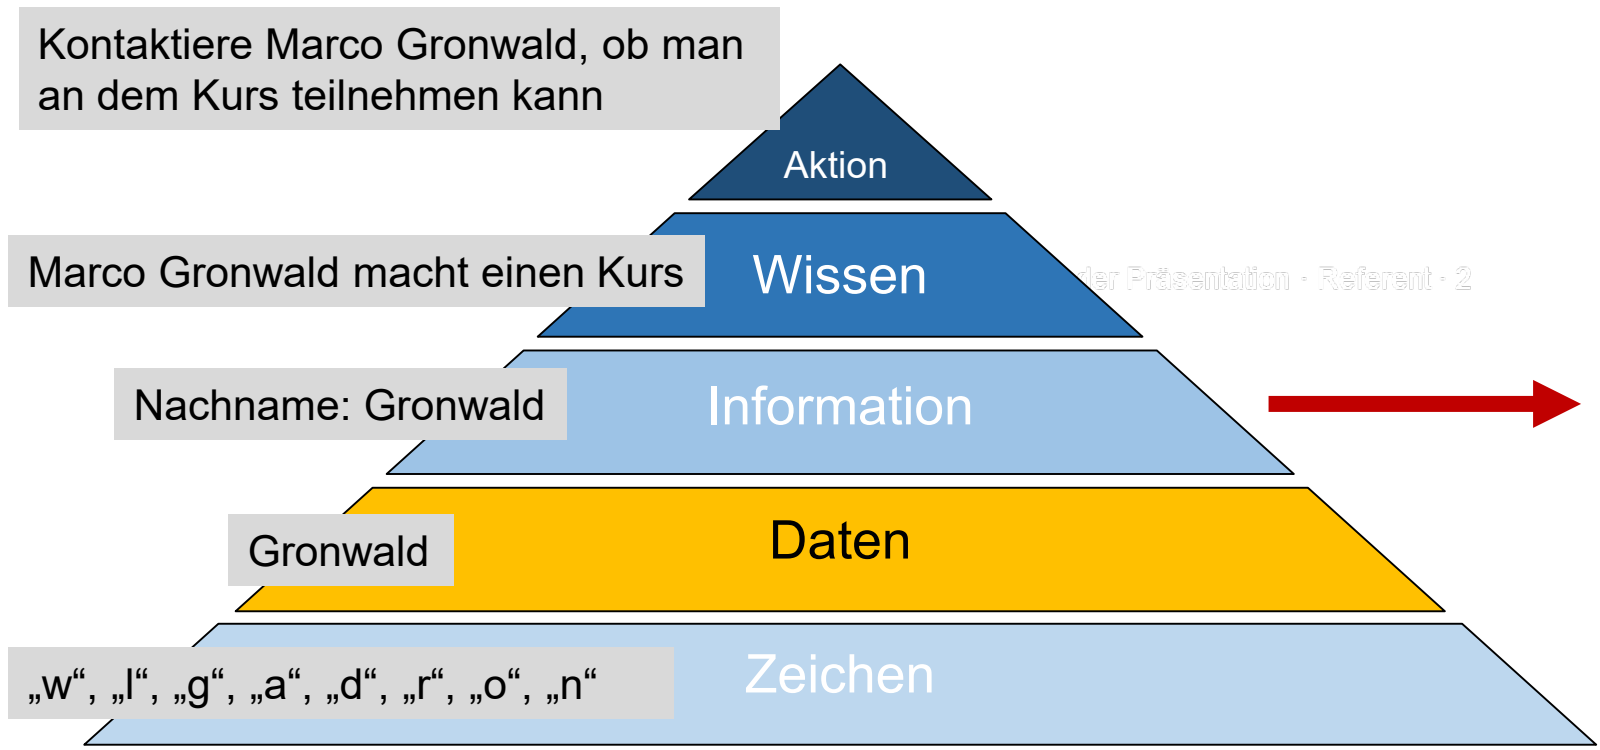 Kontaktiere Marco Gronwald, ob man
an dem Kurs teilnehmen kann
Aktion
Marco Gronwald macht einen Kurs
Wissen
der Präsentation · Referent · 2
Nachname: Gronwald
Information
Gronwald
Daten
„w“, „l“, „g“, „a“, „d“, „r“, „o“, „n“
Zeichen